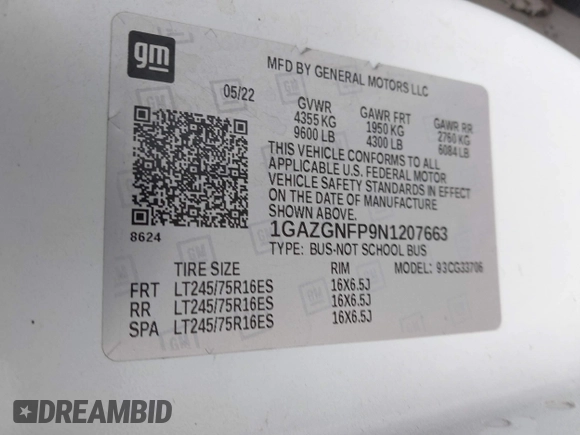 gm
MFD BY GENERAL MOTORS LLC
05/22
GVWR GAWR FRT GAWR RR
4355 KG 1950 KG 2760 KG
9600 LB 4300 LB 6084 LB
THIS VEHICLE CONFORMS TO ALL
APPLICABLE U.S. FEDERAL MOTOR
VEHICLE SAFETY STANDARDS IN EFFECT
ON THE DATE OF MANUFACTURE
SHOWN ABOVE.
8624
1GAZGNFP9N1207663
TYPE: BUS-NOT SCHOOL BUS
MODEL: 93CG33706
TIRE SIZE RIM
FRT LT245/75R16ES 16X6.5J
RR LT245/75R16ES 16X6.5J
SPA LT245/75R16ES 16X6.5J
DREAMBID